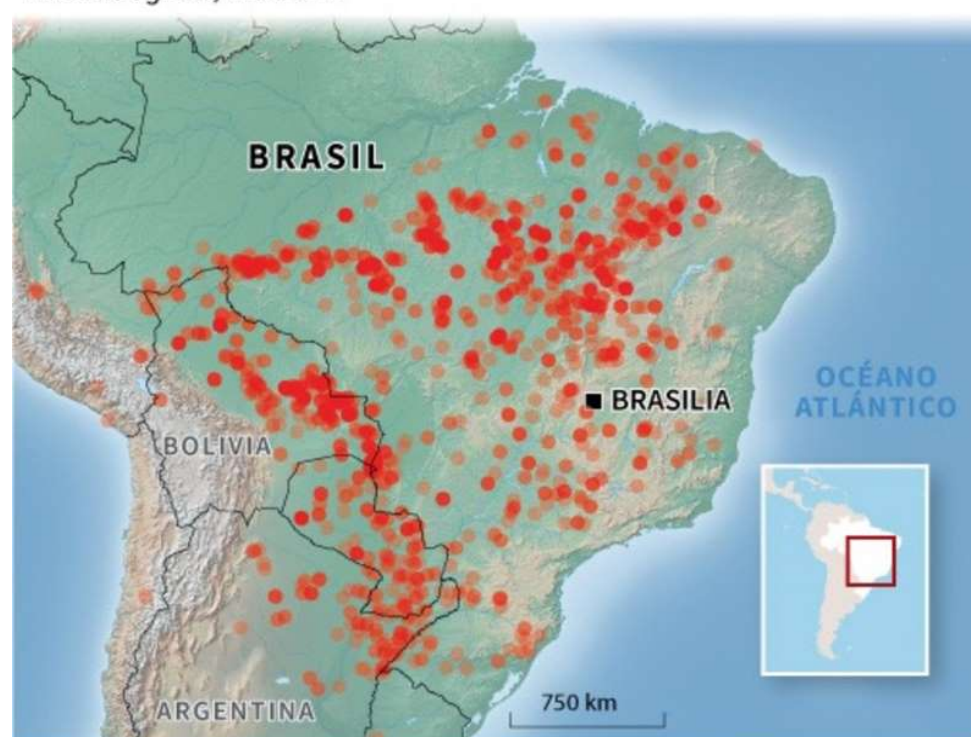 BRASIL
BRASILIA
OCÉANO
ATLÁNTICO
BOLIVIA
750 km
ARGENTINA